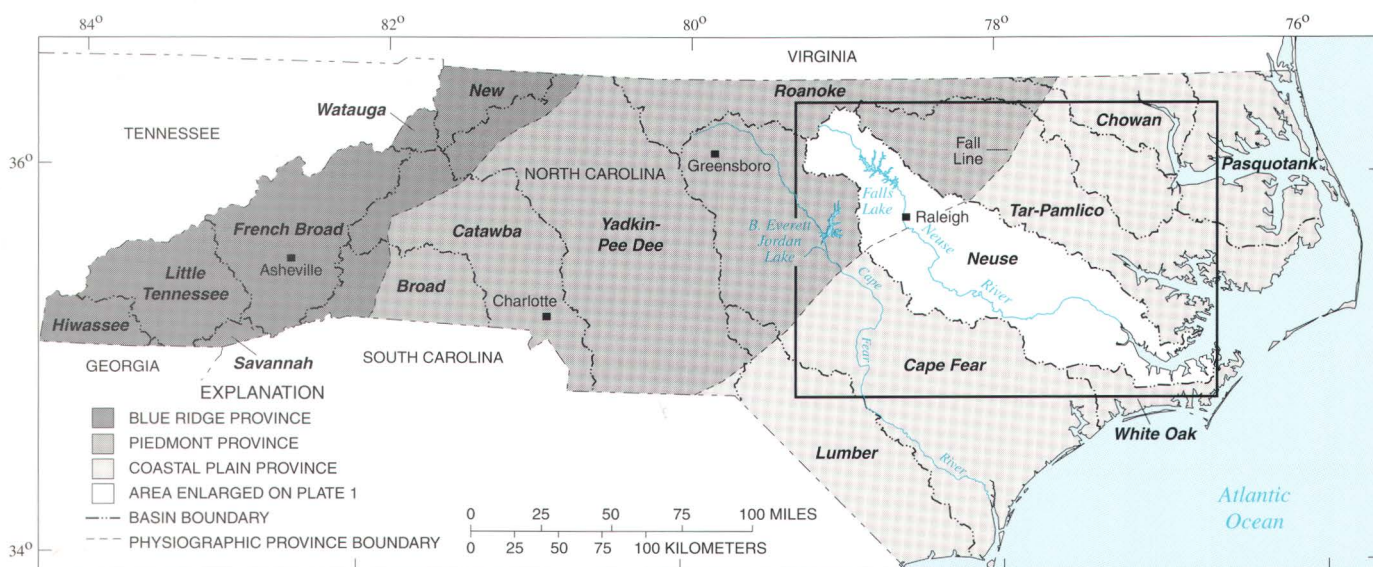 84°
82°
80°
78°
76°
VIRGINIA
New
Roanoke
Watauga
Chowan
TENNESSEE
Fall
Line
36°
Greensboro
Pasquotank
NORTH CAROLINA
Falls
Lake
Raleigh
Tar-Pamlico
French Broad
Catawba
Yadkin-
Pee Dee
B. Everett
Jordan
Lake
Neuse
Neuse
River
Asheville
Little
Tennessee
Broad
Charlotte
Cape
Fear
River
Hiwassee
Savannah
GEORGIA
SOUTH CAROLINA
Cape Fear
White Oak
Lumber
Atlantic
Ocean
EXPLANATION
BLUE RIDGE PROVINCE
PIEDMONT PROVINCE
COASTAL PLAIN PROVINCE
AREA ENLARGED ON PLATE 1
BASIN BOUNDARY
PHYSIOGRAPHIC PROVINCE BOUNDARY
0 25 50 75 100 MILES
0 25 50 75 100 KILOMETERS
34°